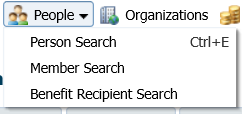 People Organizations
Person Search Ctrl+E
Member Search
Benefit Recipient Search